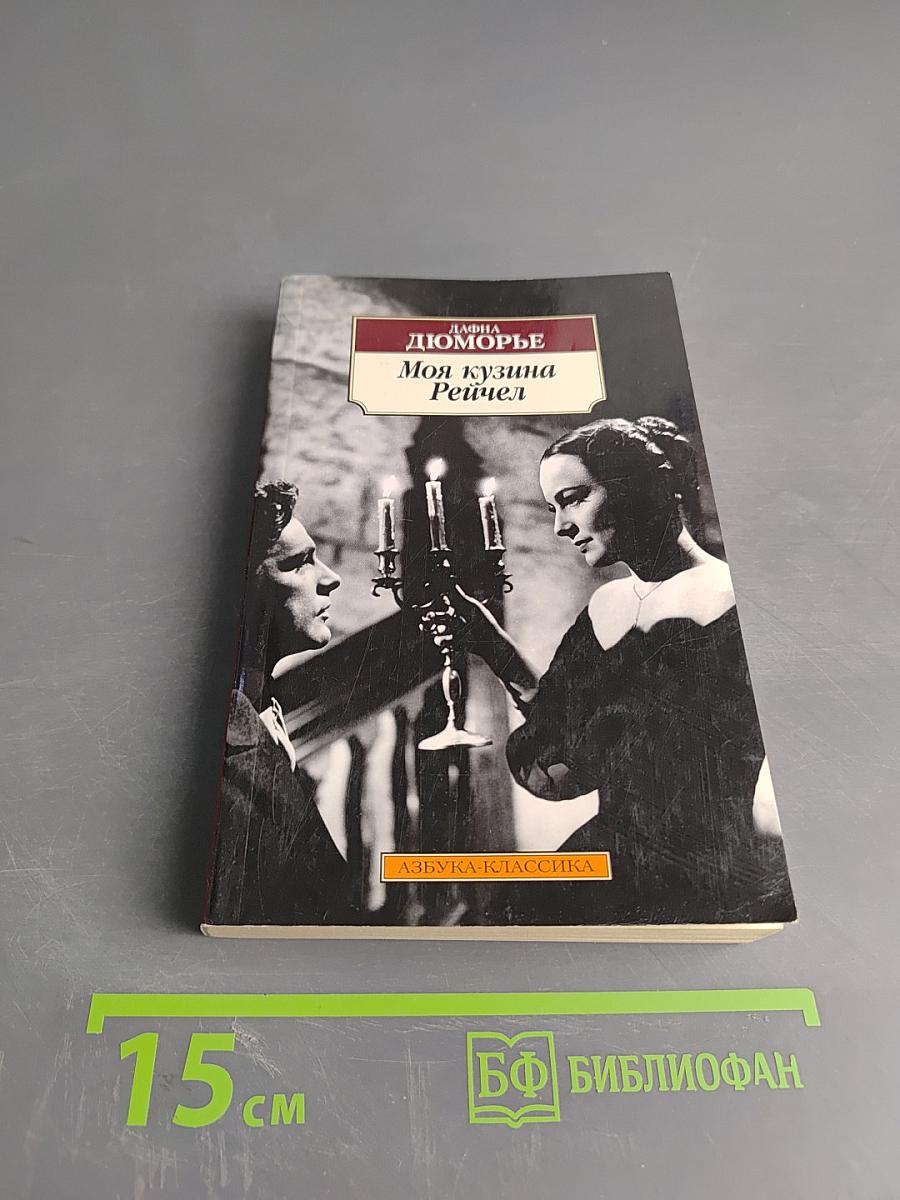 ДАФНА
ДЮМОРЬЕ
Моя кузина
Рейчел
АЗБУКА-КЛАССИКА
15 см
БФ БИБЛИОФАН